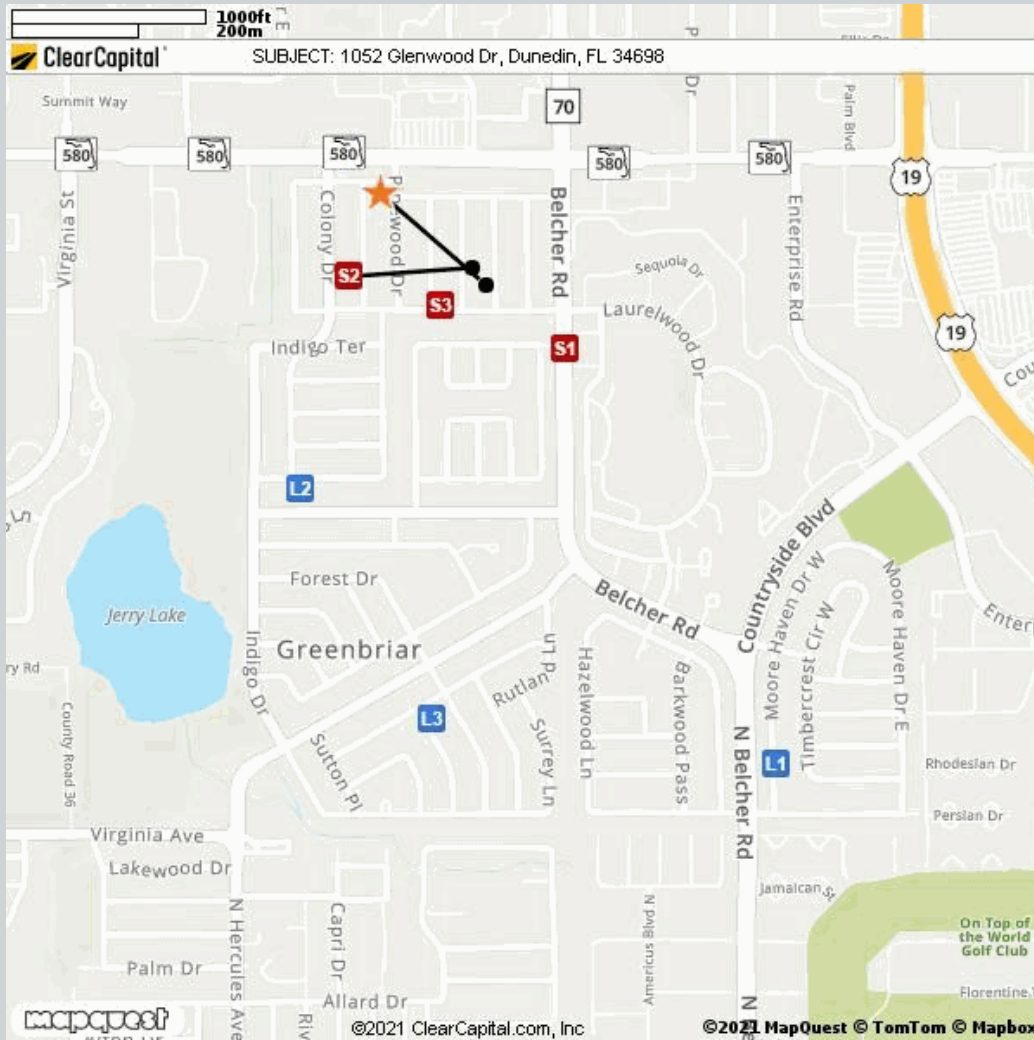 1000ft
200m
ClearCapital
SUBJECT: 1052 Glenwood Dr, Dunedin, FL 34698
Summit Way
70
Palm Blvd
580
580
580
580
580
19
Virginia St
Colony Dr
Belcher Rd
Enterprise Rd
S2
Sequoia Dr
S3
Laurelwood Dr
19
Indigo Ter
S1
L2
Countryside Blvd
Forest Dr
Belcher Rd
Moore Haven Dr W
Timbercrest Cir W
Moore Haven Dr E
Jerry Lake
Greenbriar
Indigo Dr
Hazelwood Ln
Barkwood Pass
County Road 36
L3
Surrey Ln
Sutton Pl
N Belcher Rd
L1
Rhodesian Dr
Persian Dr
Virginia Ave
Lakewood Dr
Jamaican St
N Hercules Ave
Capri Dr
N Americus Blvd
On Top of
the World
Golf Club
Palm Dr
Allard Dr
Florentine
mapquest
©2021 ClearCapital.com, Inc
©2021 MapQuest © TomTom © Mapbox